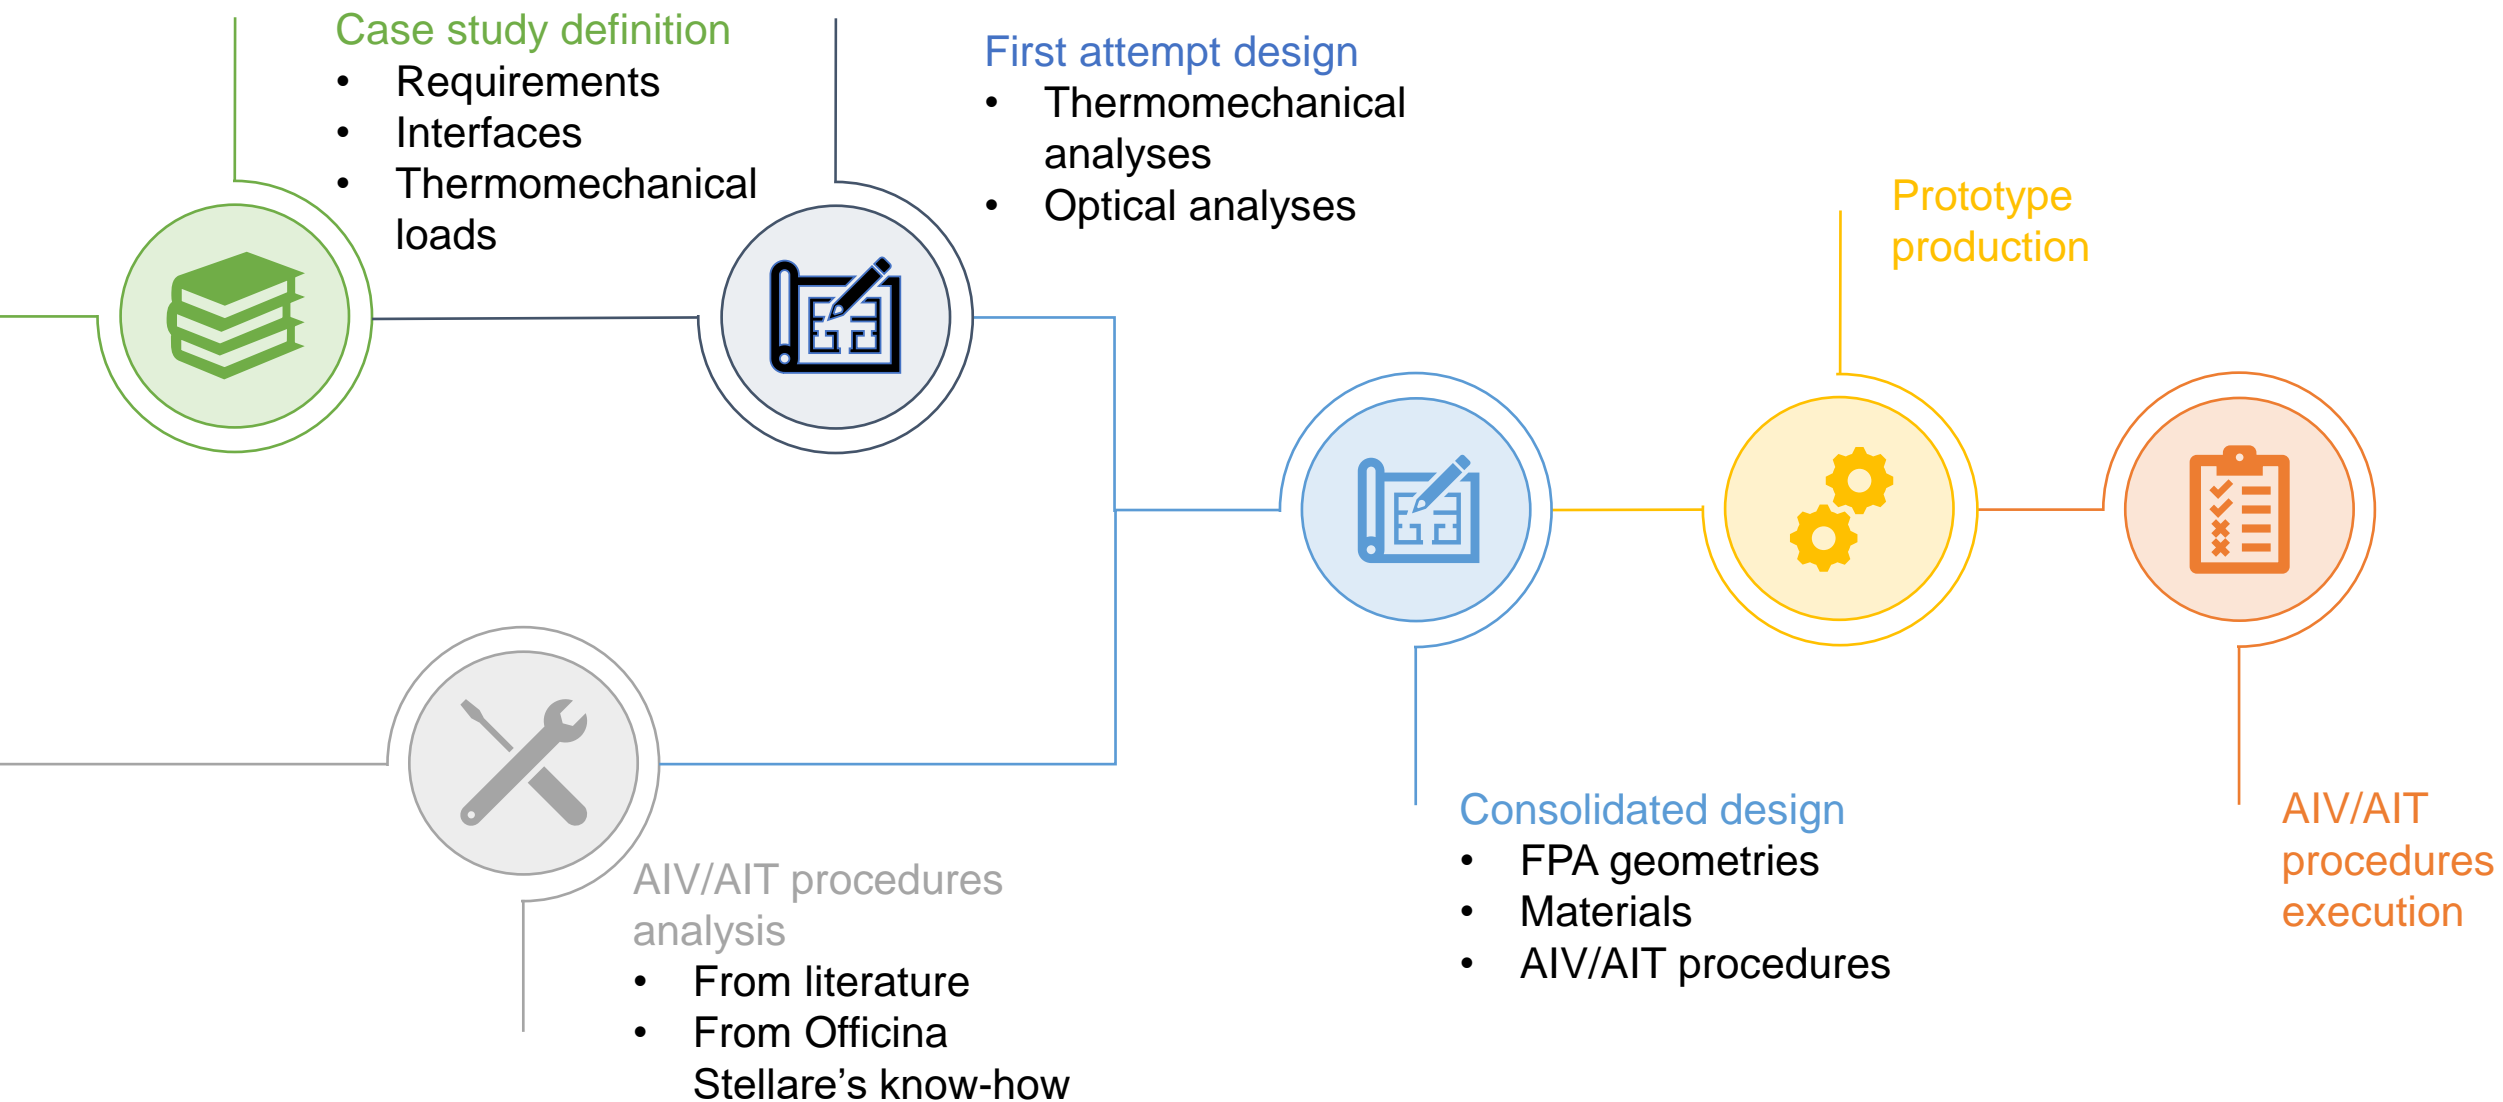 Case study definition
• Requirements
• Interfaces
• Thermomechanical
loads
First attempt design
• Thermomechanical
analyses
• Optical analyses
Prototype
production
AIV/AIT procedures
analysis
• From literature
• From Officina
Stellare’s know-how
Consolidated design
• FPA geometries
• Materials
• AIV/AIT procedures
AIV/AIT
procedures
execution